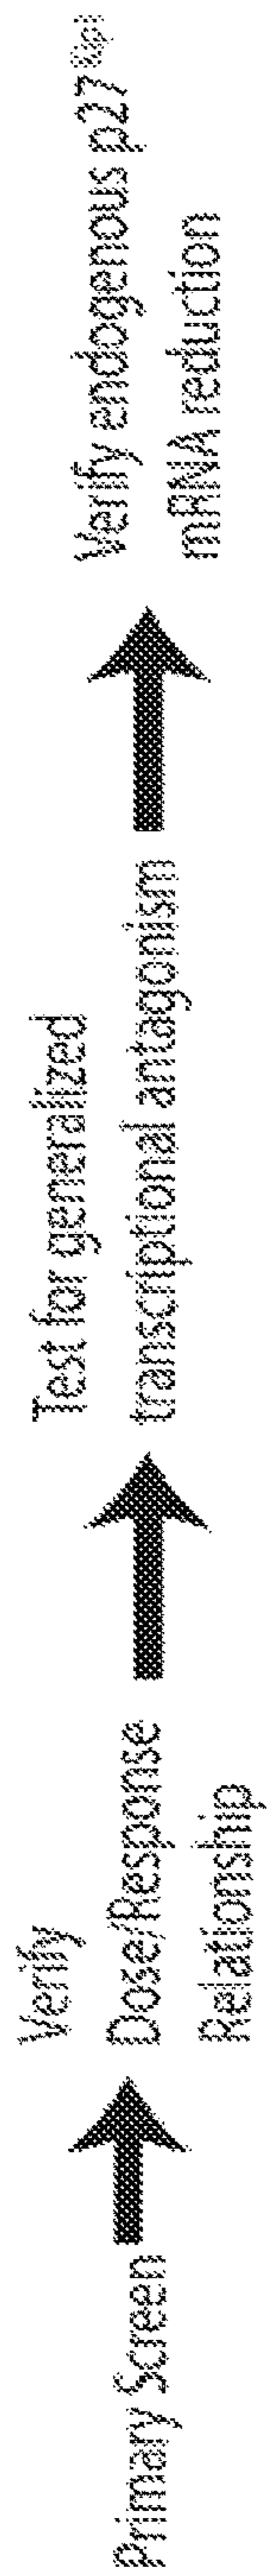 Primary Screen
Verify
Dose/Response
Relationship
Test for generalized
transcriptional antagonism
Verify endogenous p27
mRNA reduction